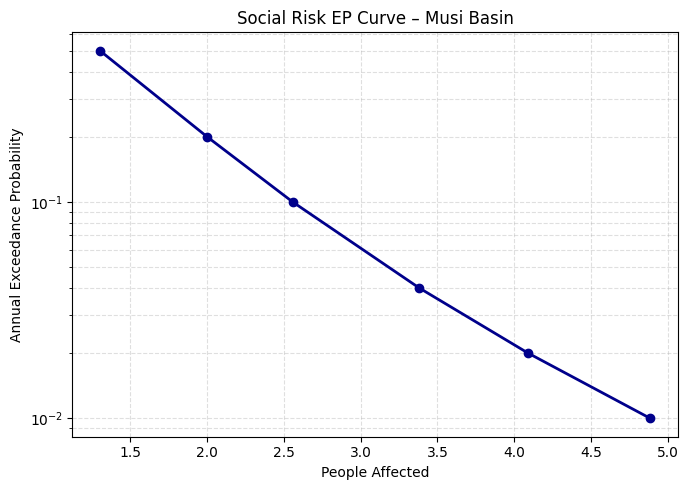 Social Risk EP Curve – Musi Basin
Annual Exceedance Probability
10⁻¹
10⁻²
1.5 2.0 2.5 3.0 3.5 4.0 4.5 5.0
People Affected